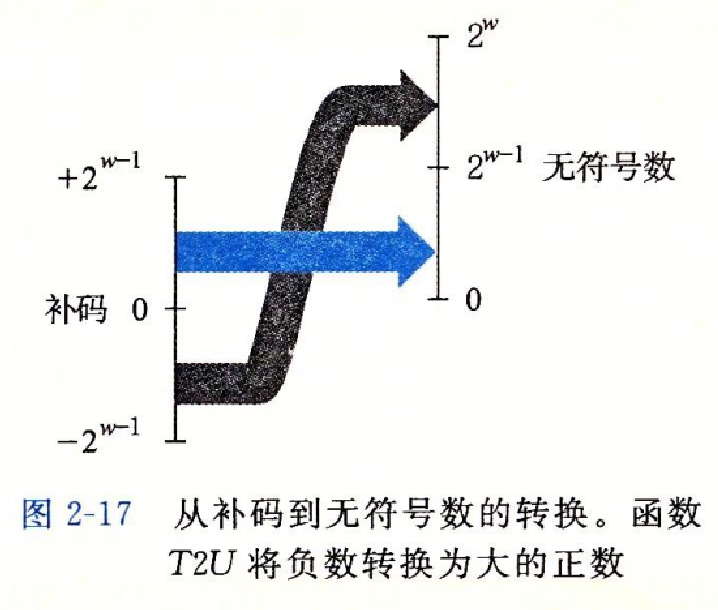 2^w
+2^{w-1}
2^{w-1} 无符号数
补码 0
0
-2^{w-1}
图 2-17 从补码到无符号数的转换。函数
T2U 将负数转换为大的正数